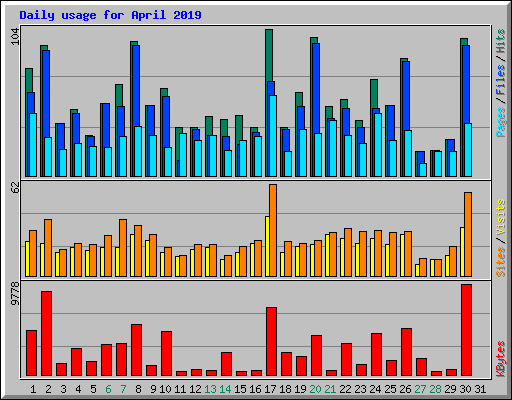 Daily usage for April 2019
104
Pages / Files / Hits
62
Sites / Visits
9778
KBytes
1 2 3 4 5 6 7 8 9 10 11 12 13 14 15 16 17 18 19 20 21 22 23 24 25 26 27 28 29 30 31